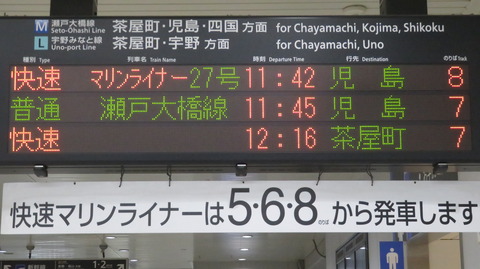 M 瀬戸大橋線 Seto-Ohashi Line 茶屋町・児島・四国 方面 for Chayamachi, Kojima, Shikoku
L 宇野みなと線 Uno-port Line 茶屋町・宇野 方面 for Chayamachi, Uno
種別 Type 列車名 Train Name 時刻 Departure Time 行先 Destination のりば Track
快速 マリンライナー27号 11:42 児島 8
普通 瀬戸大橋線 11:45 児島 7
快速 12:16 茶屋町 7
快速マリンライナーは5・6・8のりばから発車します
1・2